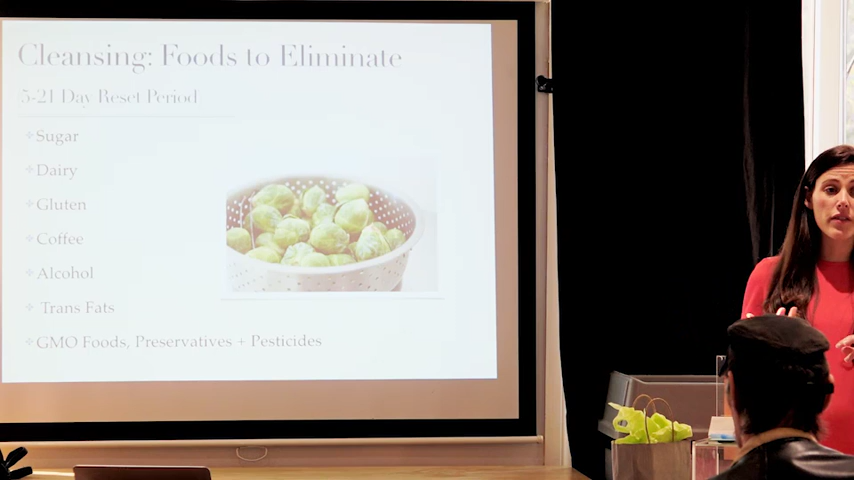 Cleansing: Foods to Eliminate
5-21 Day Reset Period
Sugar
Dairy
Gluten
Coffee
Alcohol
Trans Fats
GMO Foods, Preservatives + Pesticides